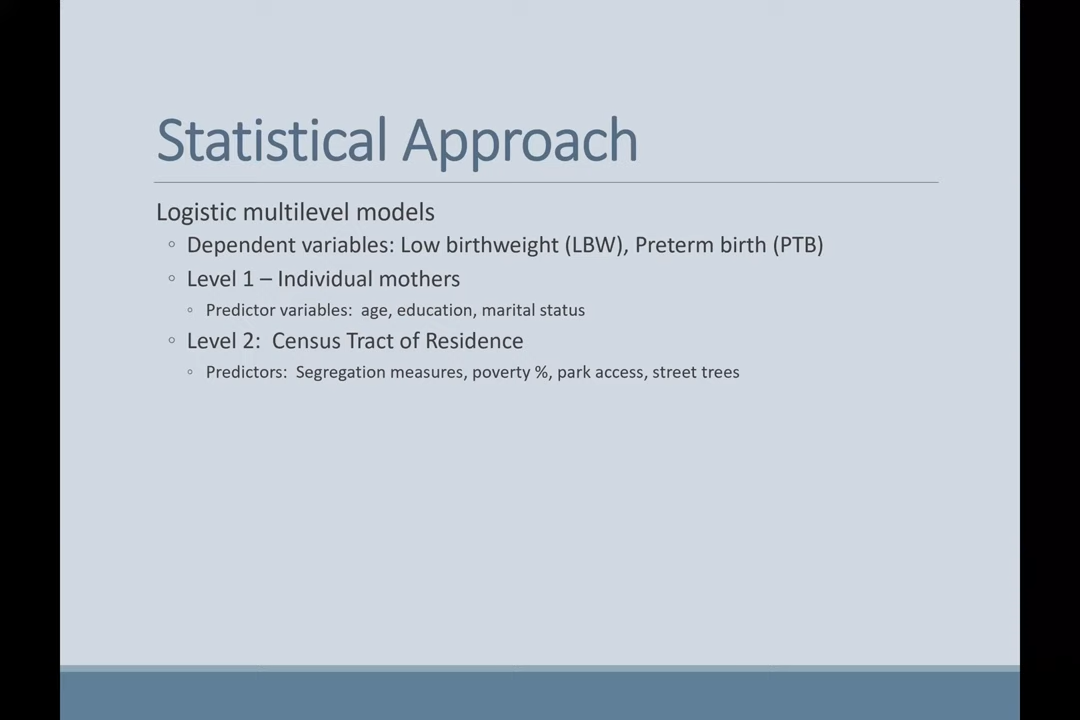 Statistical Approach
Logistic multilevel models
◦ Dependent variables: Low birthweight (LBW), Preterm birth (PTB)
◦ Level 1 – Individual mothers
◦ Predictor variables:  age, education, marital status
◦ Level 2:  Census Tract of Residence
◦ Predictors:  Segregation measures, poverty %, park access, street trees